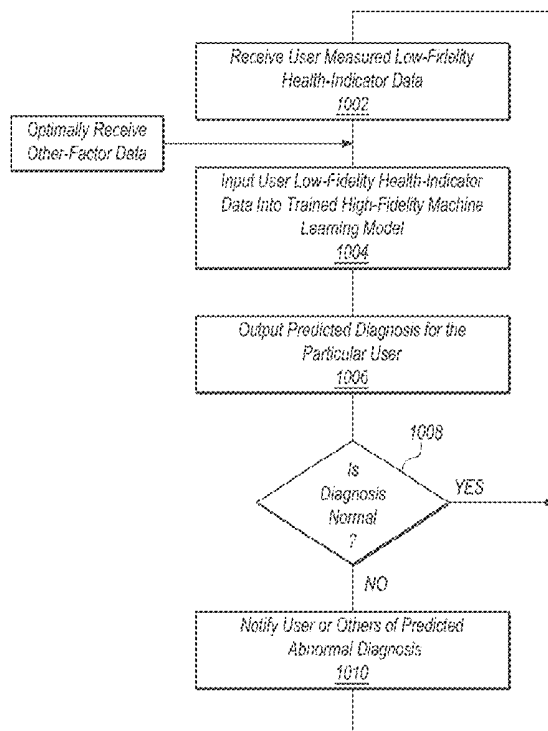 Receive User Measured Low-Fidelity
Health-Indicator Data
1002
Optimally Receive
Other-Factor Data
Input User Low-Fidelity Health-Indicator
Data Into Trained High-Fidelity Machine
Learning Model
1004
Output Predicted Diagnosis for the
Particular User
1006
1008
Is
Diagnosis
Normal
?
YES
NO
Notify User or Others of Predicted
Abnormal Diagnosis
1010